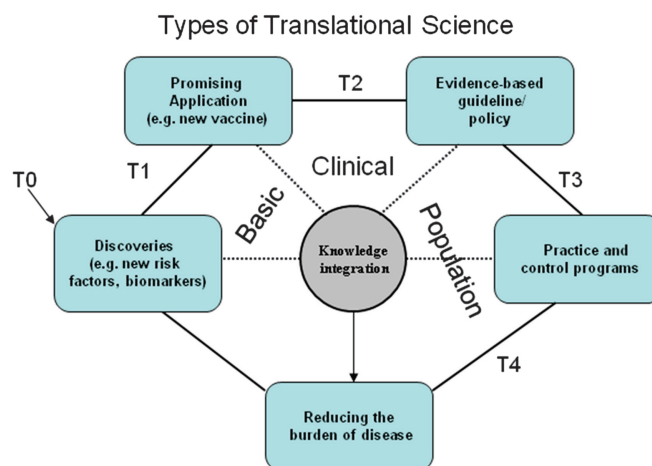 Types of Translational Science
Promising
Application
(e.g. new vaccine)
T2
Evidence-based
guideline/
policy
T1
Clinical
T3
T0
Basic
Population
Discoveries
(e.g. new risk
factors, biomarkers)
Knowledge
integration
Practice and
control programs
T4
Reducing the
burden of disease